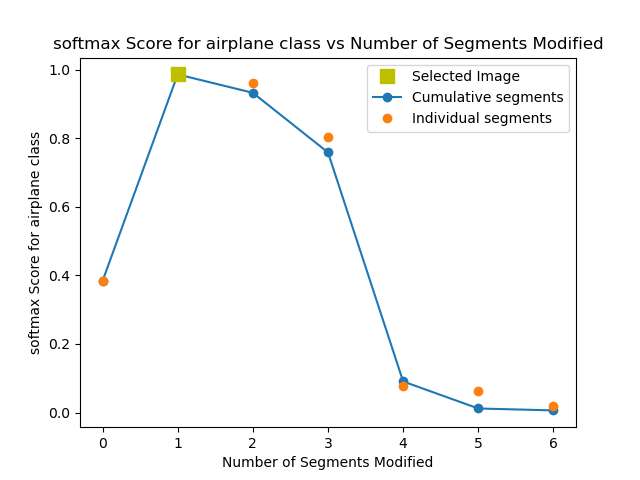 softmax Score for airplane class vs Number of Segments Modified
Selected Image
Cumulative segments
Individual segments
softmax Score for airplane class
1.0
0.8
0.6
0.4
0.2
0.0
0 1 2 3 4 5 6
Number of Segments Modified